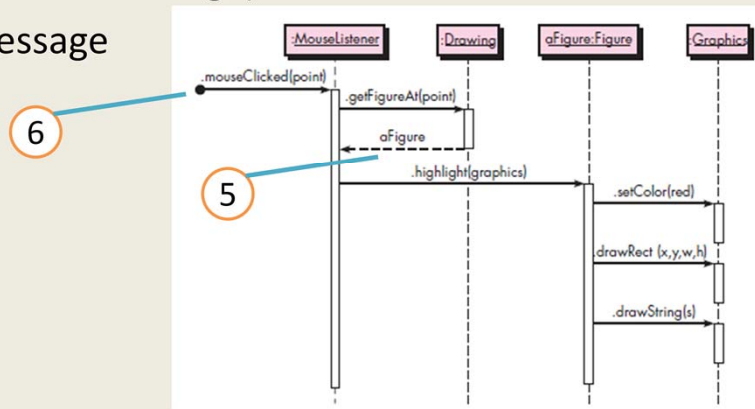 essage
:MouseListener
:Drawing
aFigure:Figure
:Graphics
.mouseClicked(point)
.getFigureAt(point)
6
aFigure
5
.highlight(graphics)
.setColor(red)
.drawRect (x,y,w,h)
.drawString(s)